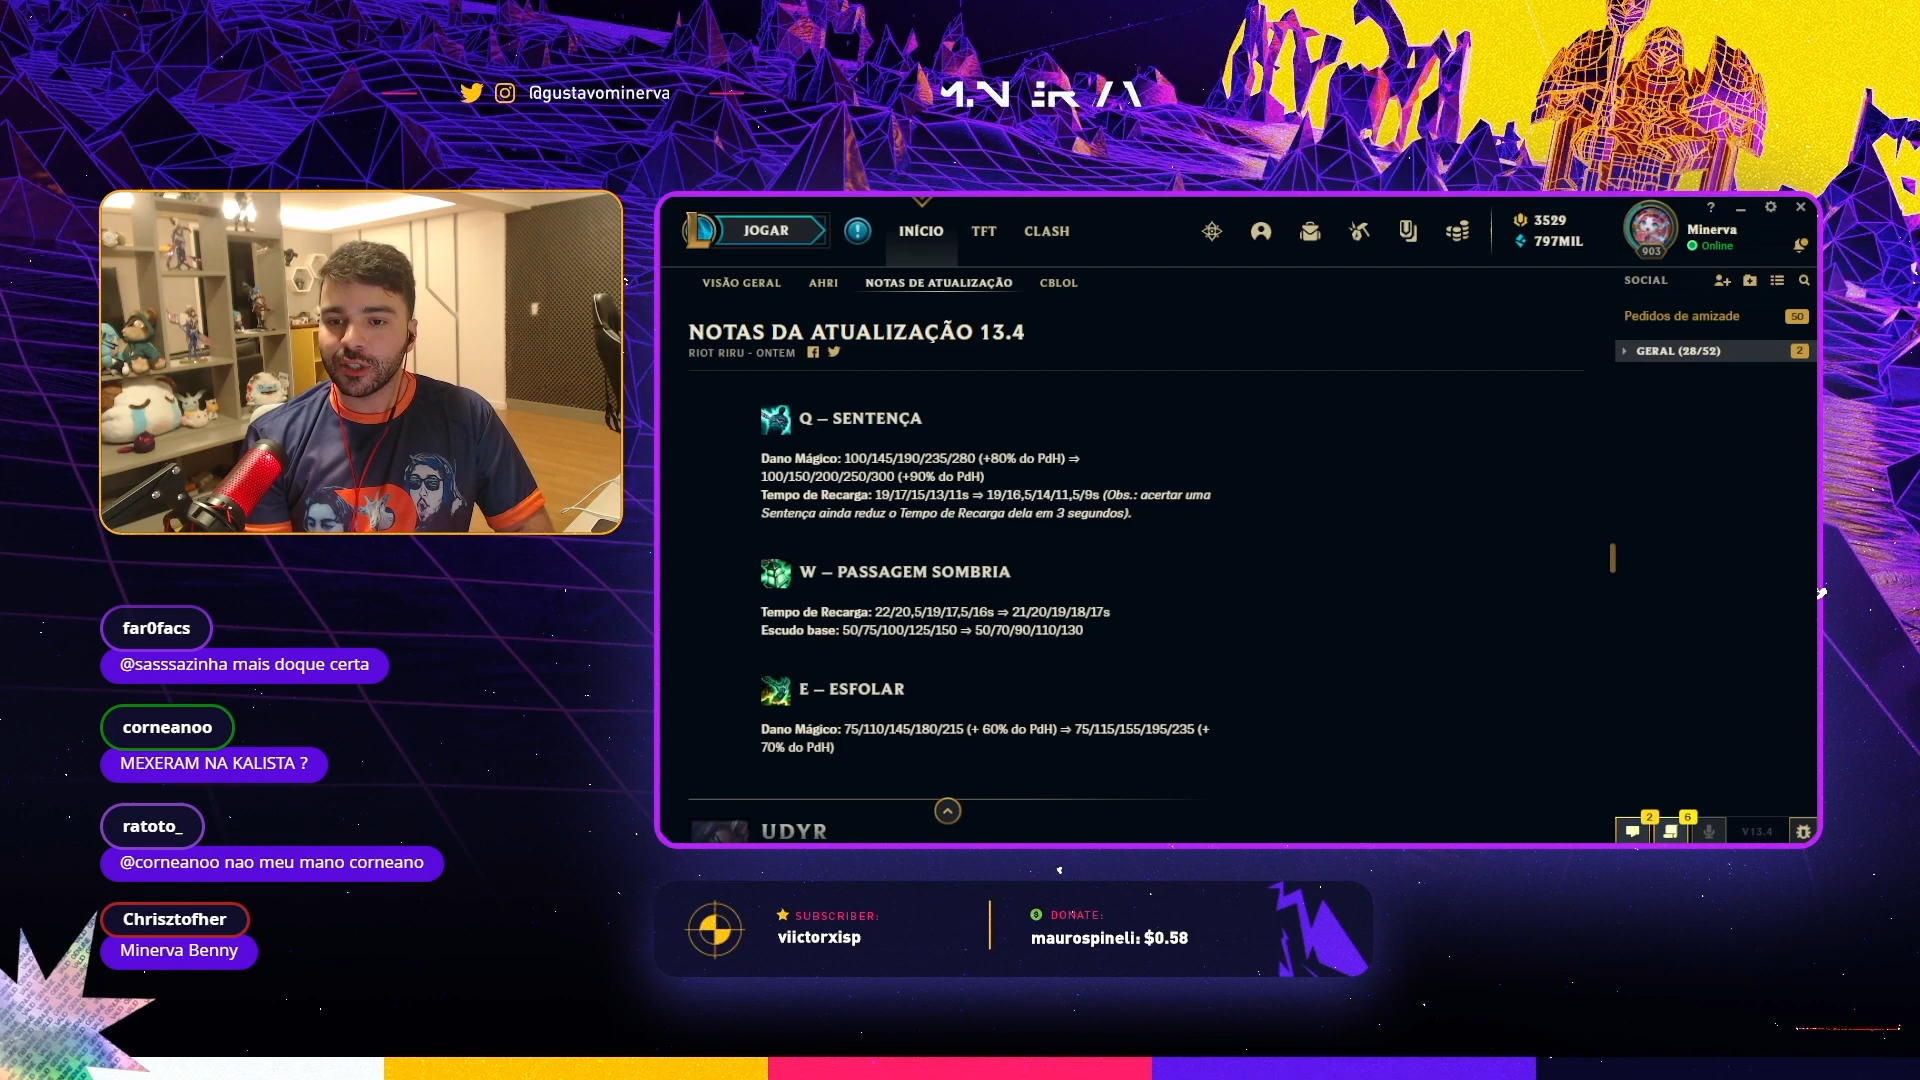 @gustavominerva
MINERVA
JOGAR
INÍCIO
TFT
CLASH
3529
797MIL
903
?
Minerva
Online
VISÃO GERAL
AHRI
NOTAS DE ATUALIZAÇÃO
CBLOL
SOCIAL
Pedidos de amizade
50
GERAL (28/52)
2
NOTAS DA ATUALIZAÇÃO 13.4
RIOT RIRU - ONTEM
Q – SENTENÇA
Dano Mágico: 100/145/190/235/280 (+80% do PdH) ⇒
100/150/200/250/300 (+90% do PdH)
Tempo de Recarga: 19/17/15/13/11s ⇒ 19/16,5/14/11,5/9s (Obs.: acertar uma
Sentença ainda reduz o Tempo de Recarga dela em 3 segundos).
W – PASSAGEM SOMBRIA
Tempo de Recarga: 22/20,5/19/17,5/16s ⇒ 21/20/19/18/17s
Escudo base: 50/75/100/125/150 ⇒ 50/70/90/110/130
E – ESFOLAR
Dano Mágico: 75/110/145/180/215 (+ 60% do PdH) ⇒ 75/115/155/195/235 (+
70% do PdH)
UDYR
2
6
V13.4
far0facs
@sasssazinha mais doque certa
corneanoo
MEXERAM NA KALISTA ?
ratoto_
@corneanoo nao meu mano corneano
Chrisztofher
Minerva Benny
SUBSCRIBER:
viictorxisp
DONATE:
maurospineli: $0.58